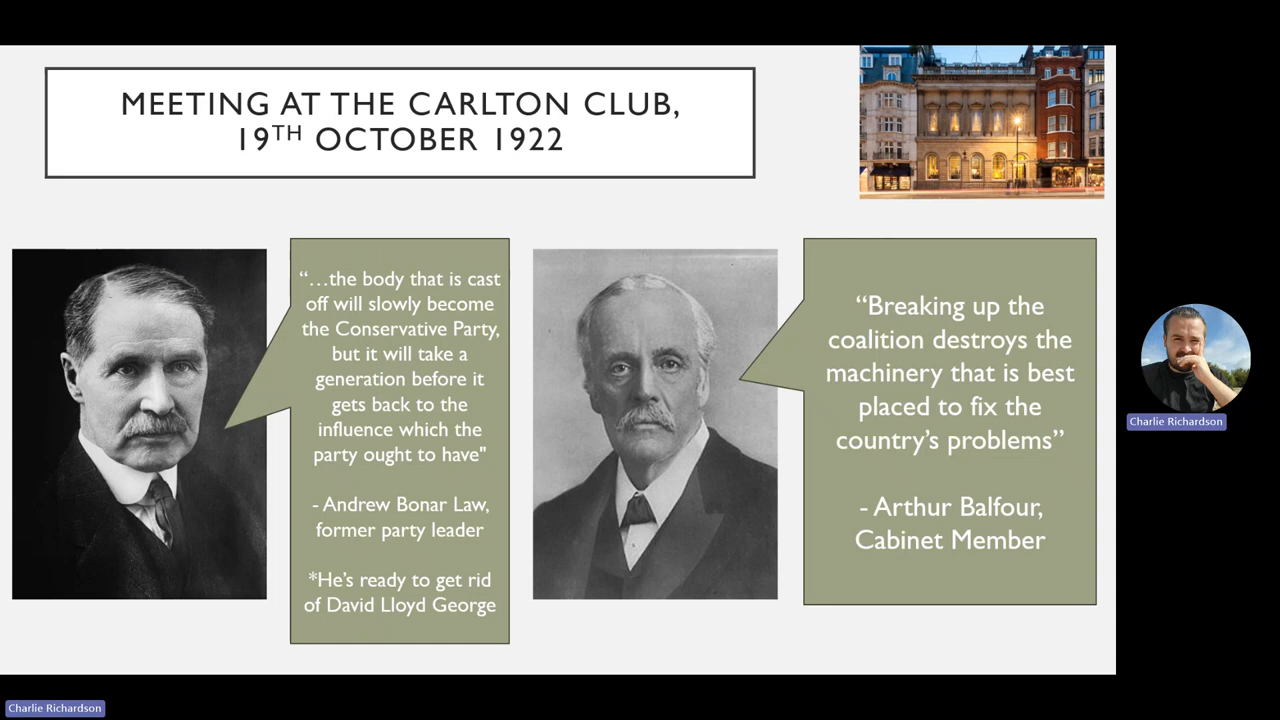 MEETING AT THE CARLTON CLUB,
19TH OCTOBER 1922
“…the body that is cast
off will slowly become
the Conservative Party,
but it will take a
generation before it
gets back to the
influence which the
party ought to have"
- Andrew Bonar Law,
former party leader
*He’s ready to get rid
of David Lloyd George
“Breaking up the
coalition destroys the
machinery that is best
placed to fix the
country’s problems”
- Arthur Balfour,
Cabinet Member
Charlie Richardson
Charlie Richardson